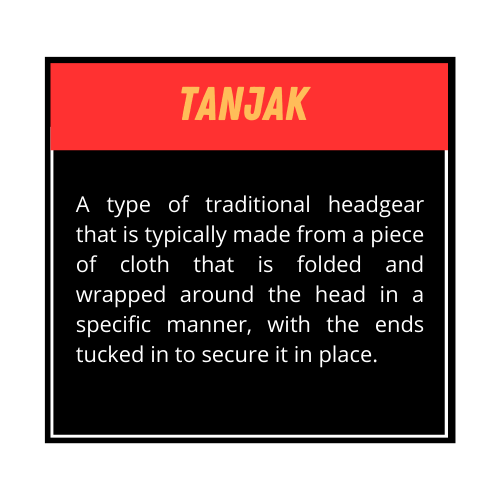 TANJAK
A type of traditional headgear
that is typically made from a piece
of cloth that is folded and
wrapped around the head in a
specific manner, with the ends
tucked in to secure it in place.